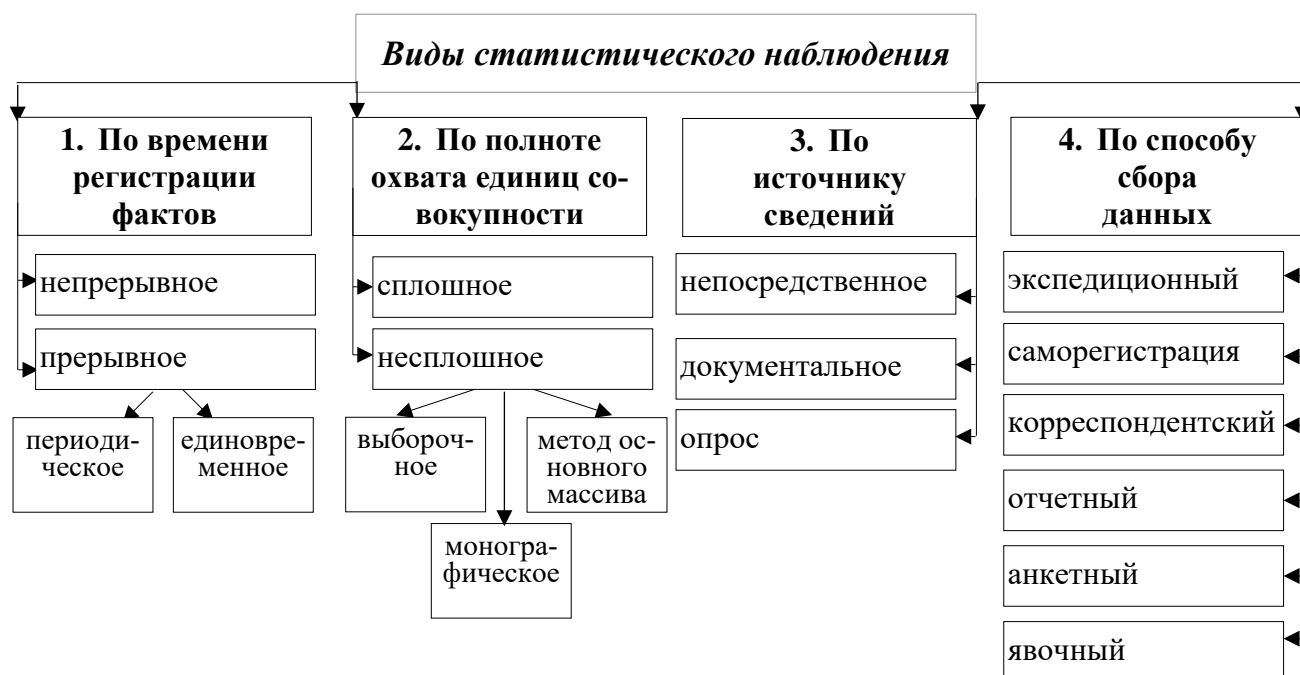 Виды статистического наблюдения
1. По времени
регистрации
фактов
2. По полноте
охвата единиц со-
вокупности
3. По
источнику
сведений
4. По способу
сбора
данных
непрерывное
прерывное
периоди-
ческое
единовре-
менное
сплошное
несплошное
выбороч-
ное
метод ос-
новного
массива
моногра-
фическое
непосредственное
документальное
опрос
экспедиционный
саморегистрация
корреспондентский
отчетный
анкетный
явочный